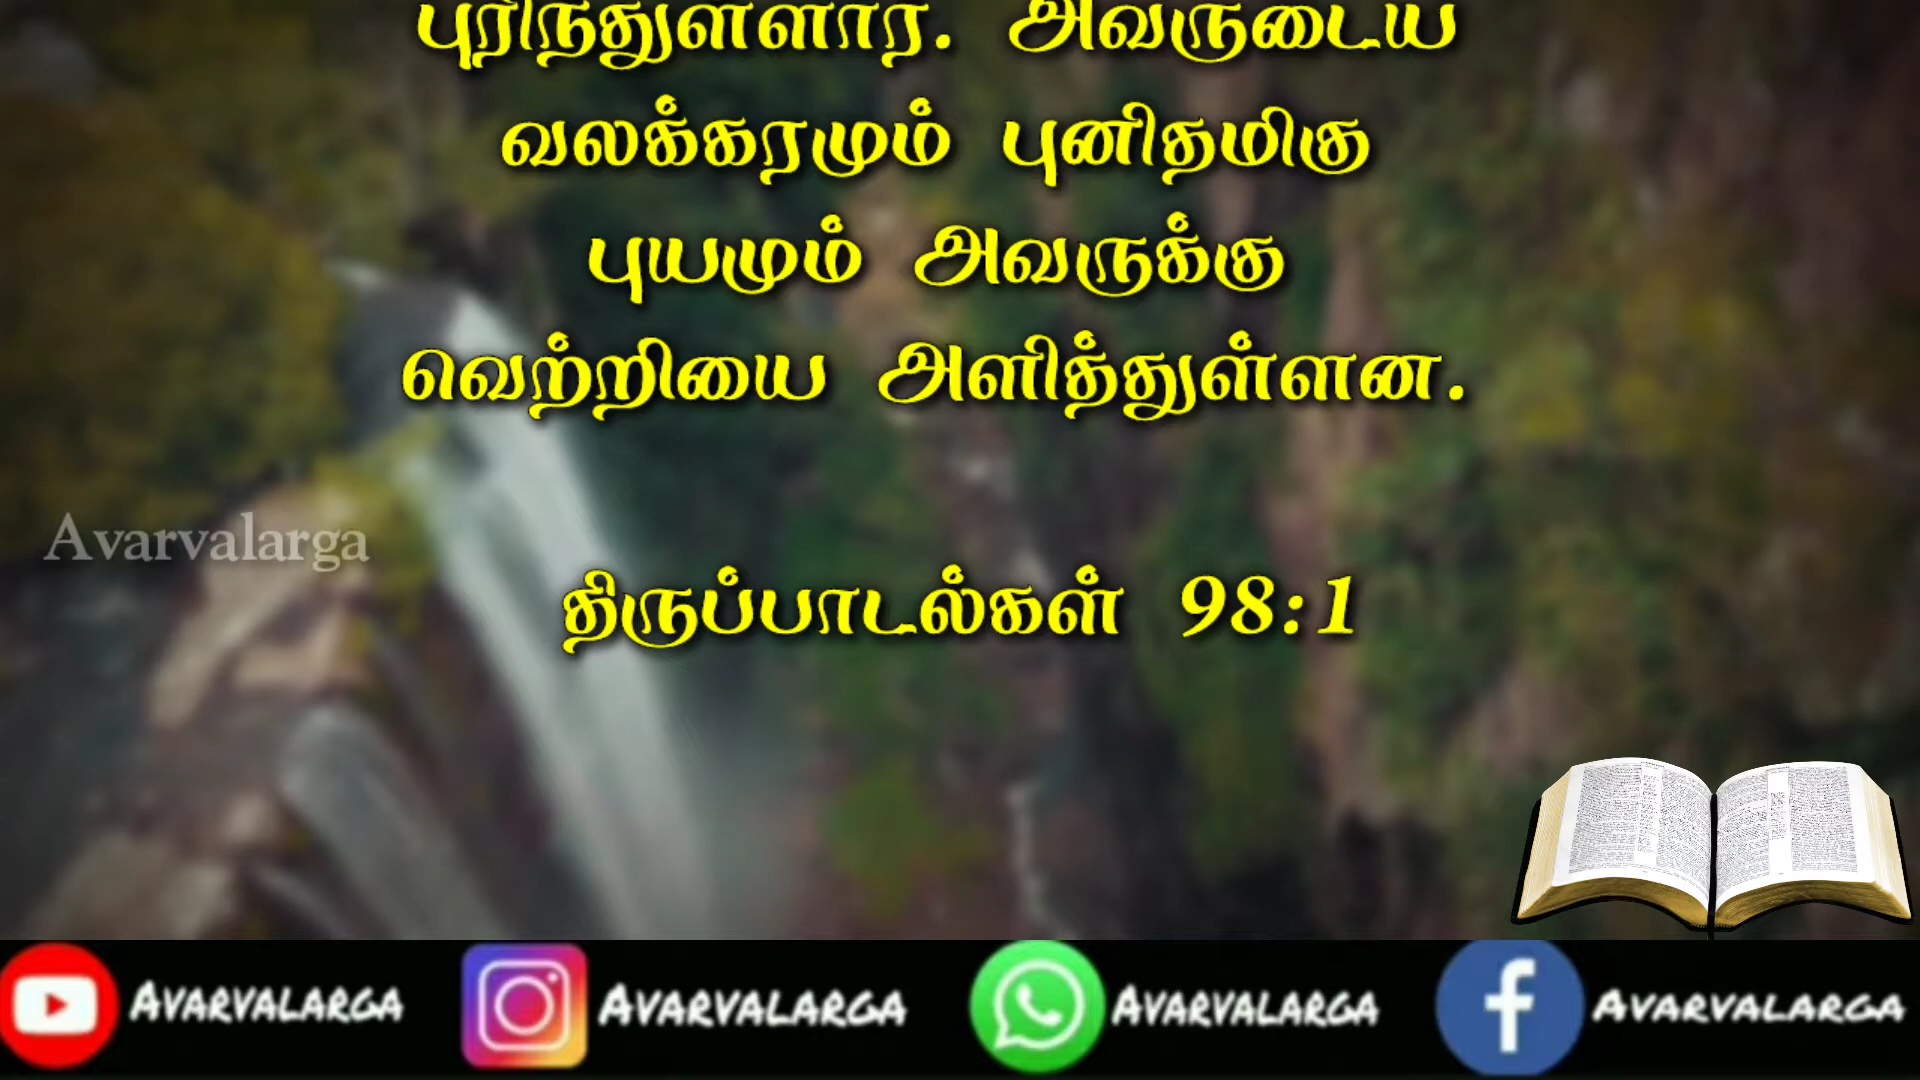 புரிந்துள்ளார். அவருடைய
வலக்கரமும் புனிதமிகு
புயமும் அவருக்கு
வெற்றியை அளித்துள்ளன.
Avarvalarga
திருப்பாடல்கள் 98:1
AVARVALARGA AVARVALARGA AVARVALARGA AVARVALARGA